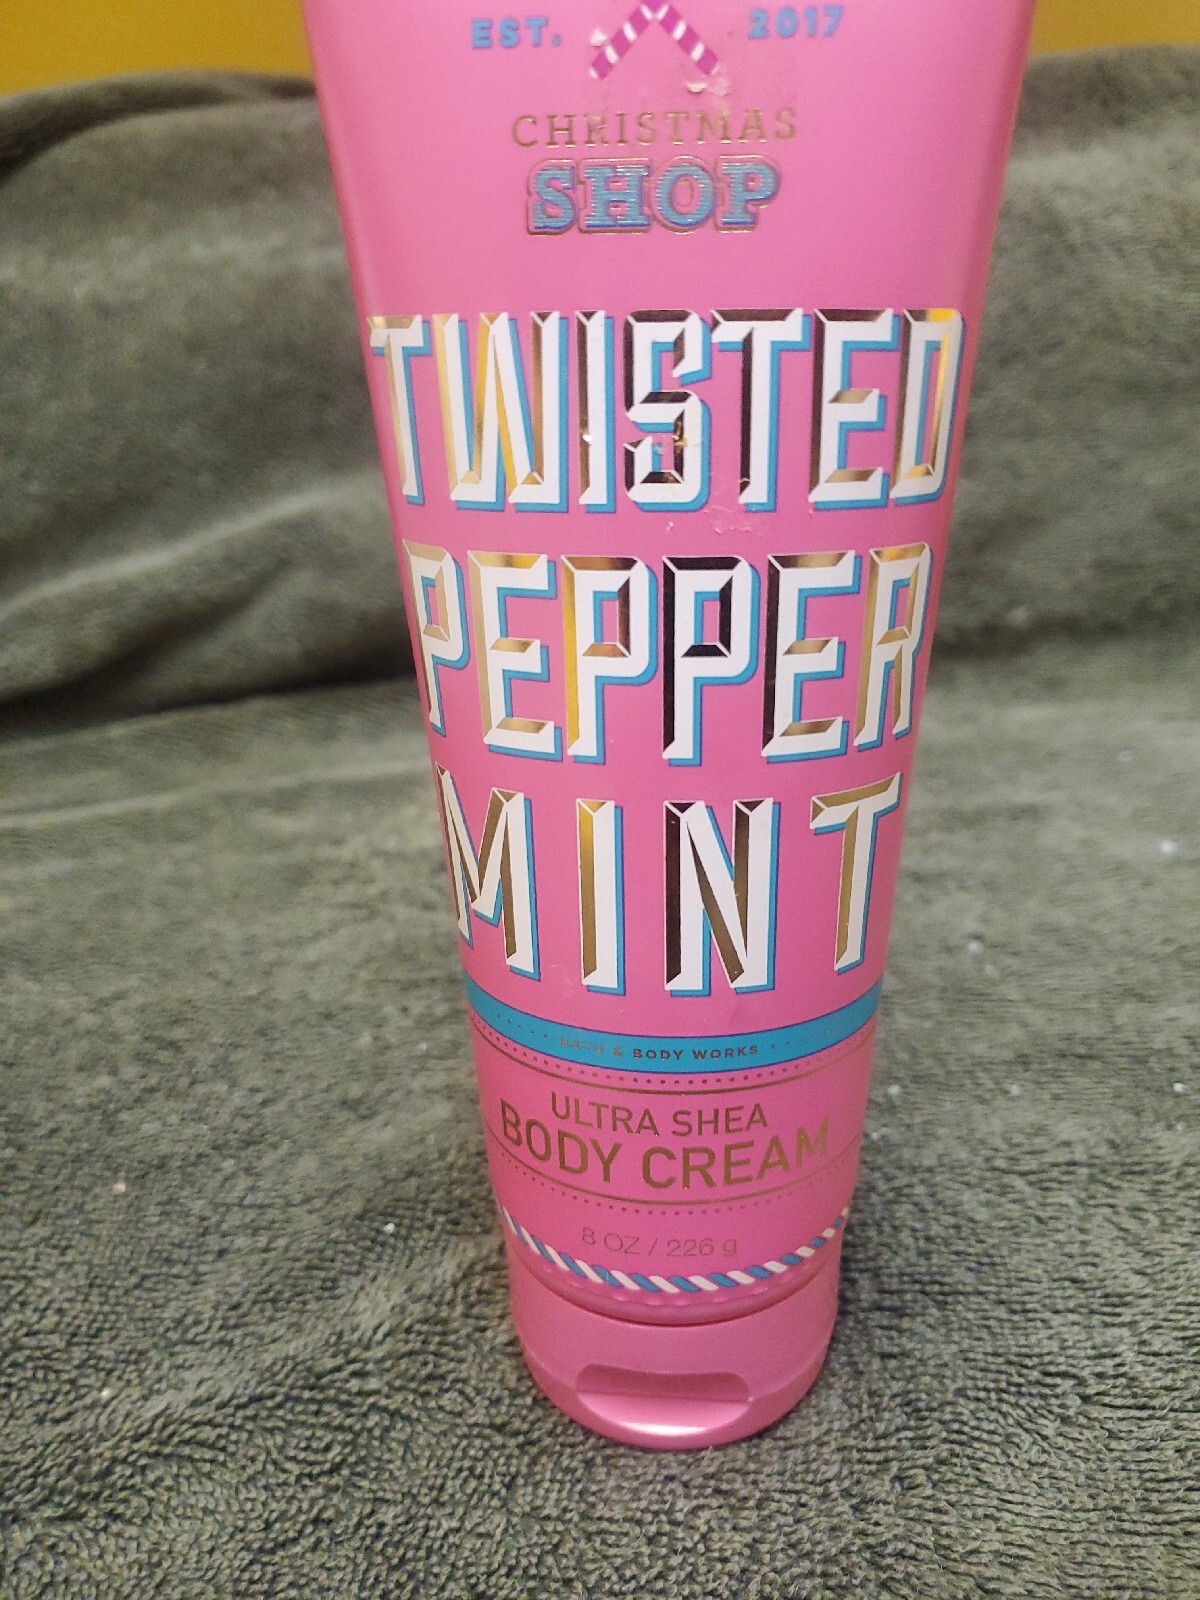 EST. 2017
CHRISTMAS
SHOP
TWISTED
PEPPER
MINT
BATH & BODY WORKS
ULTRA SHEA
BODY CREAM
8 OZ / 226 g